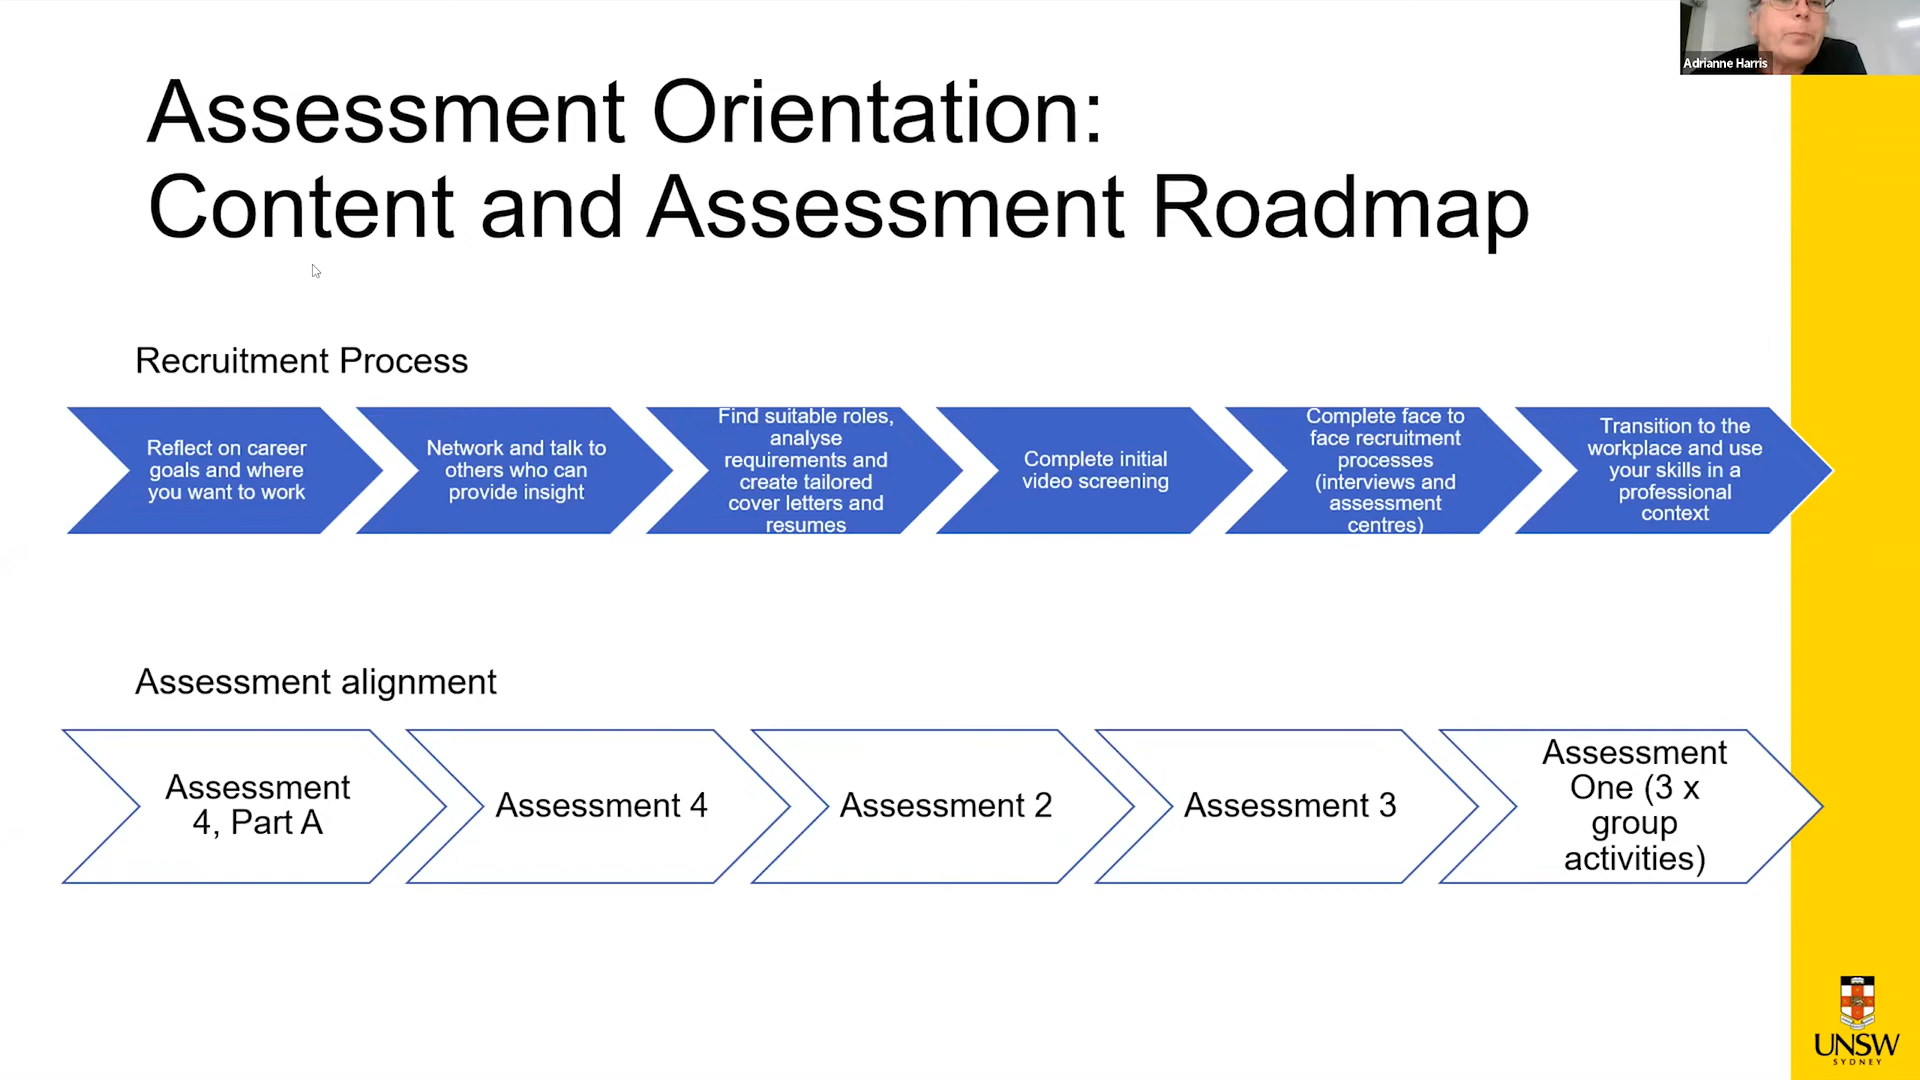 Adrianne Harris
Assessment Orientation:
Content and Assessment Roadmap
Recruitment Process
Reflect on career
goals and where
you want to work
Network and talk to
others who can
provide insight
Find suitable roles,
analyse
requirements and
create tailored
cover letters and
resumes
Complete initial
video screening
Complete face to
face recruitment
processes
(interviews and
assessment
centres)
Transition to the
workplace and use
your skills in a
professional
context
Assessment alignment
Assessment
4, Part A
Assessment 4
Assessment 2
Assessment 3
Assessment
One (3 x
group
activities)
UNSW
SYDNEY